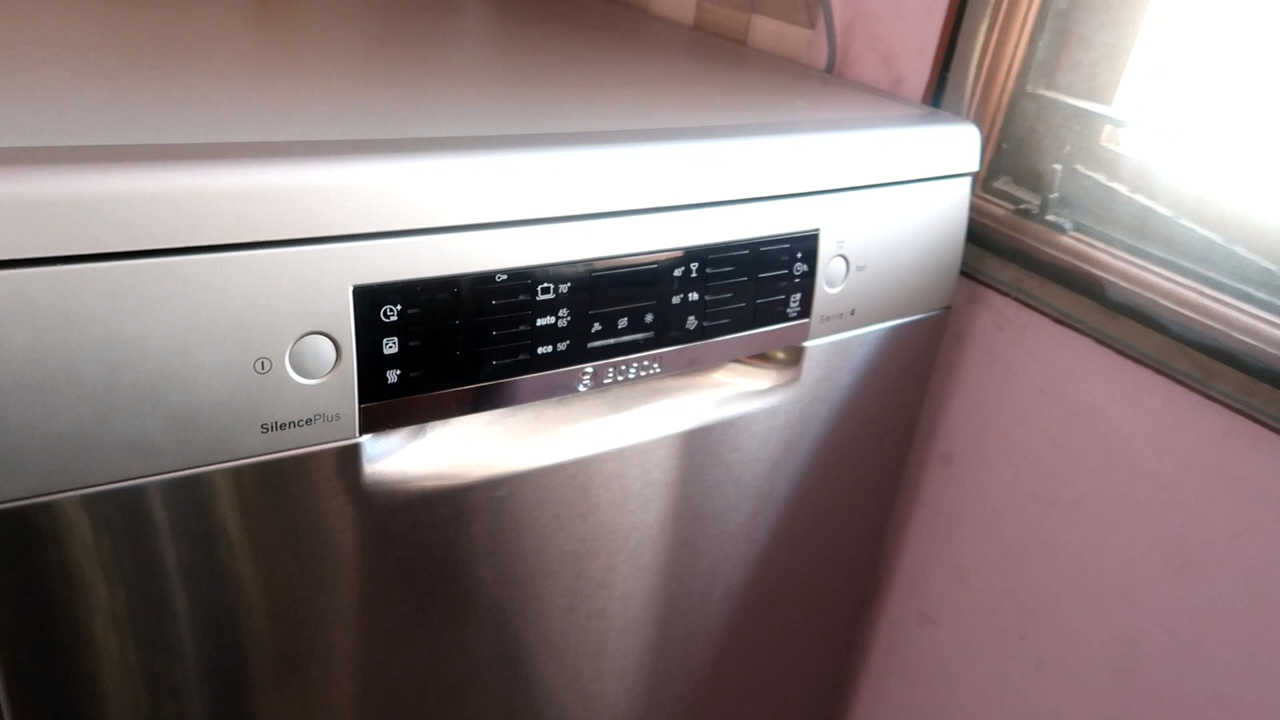 SilencePlus
70°
auto 45-
65°
eco 50°
40°
65° 1h
BOSCH
h
Serie 4